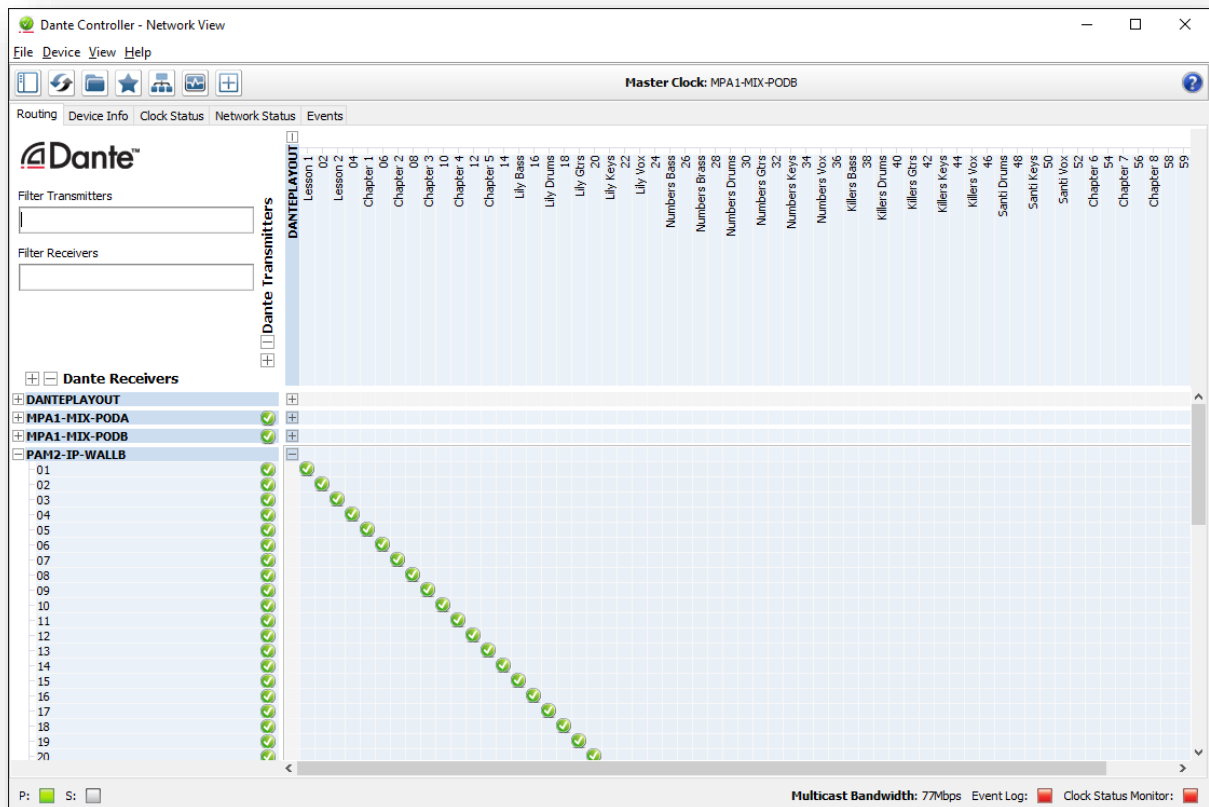 Dante Controller - Network View
File Device View Help
Master Clock: MPA1-MIX-PODB
Routing Device Info Clock Status Network Status Events
Dante™
Filter Transmitters
Filter Receivers
Dante Transmitters
DANTEPLAYOUT
Lesson 1
02
Lesson 2
04
Chapter 1
06
Chapter 2
08
Chapter 3
10
Chapter 4
12
Chapter 5
14
Lily Bass
16
Lily Drums
18
Lily Gtrs
20
Lily Keys
22
Lily Vox
24
Numbers Bass
26
Numbers Brass
28
Numbers Drums
30
Numbers Gtrs
32
Numbers Keys
34
Numbers Vox
36
Killers Bass
38
Killers Drums
40
Killers Gtrs
42
Killers Keys
44
Killers Vox
46
Santi Drums
48
Santi Keys
50
Santi Vox
52
Chapter 6
54
Chapter 7
56
Chapter 8
58
59
Dante Receivers
DANTEPLAYOUT
MPA1-MIX-PODA
MPA1-MIX-PODB
PAM2-IP-WALLB
01
02
03
04
05
06
07
08
09
10
11
12
13
14
15
16
17
18
19
20
P: S: Multicast Bandwidth: 77Mbps Event Log: Clock Status Monitor: